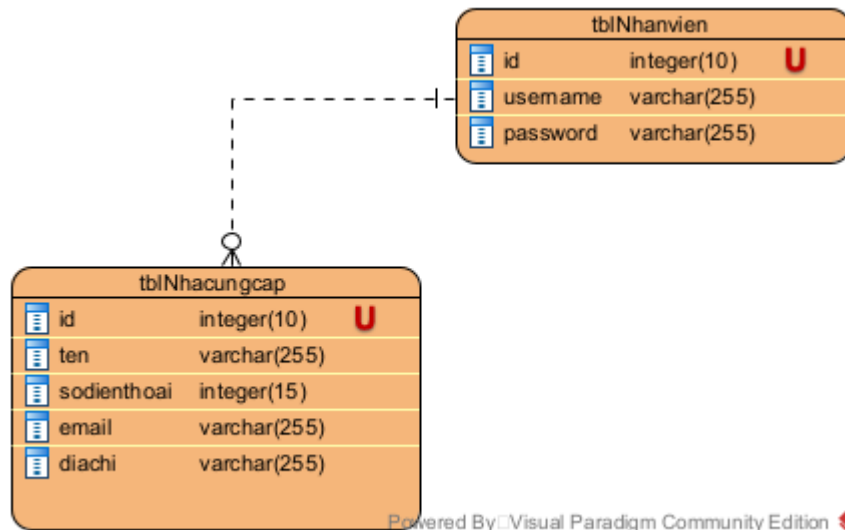 tblNhanvien
id integer(10) U
username varchar(255)
password varchar(255)
tblNhacungcap
id integer(10) U
ten varchar(255)
sodienthoai integer(15)
email varchar(255)
diachi varchar(255)
Powered By Visual Paradigm Community Edition